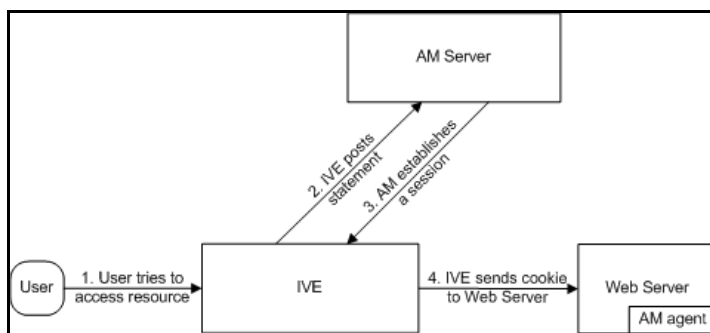 AM Server
2. IVE posts
statement
3. AM establishes
a session
User
1. User tries to
access resource
IVE
4. IVE sends cookie
to Web Server
Web Server
AM agent